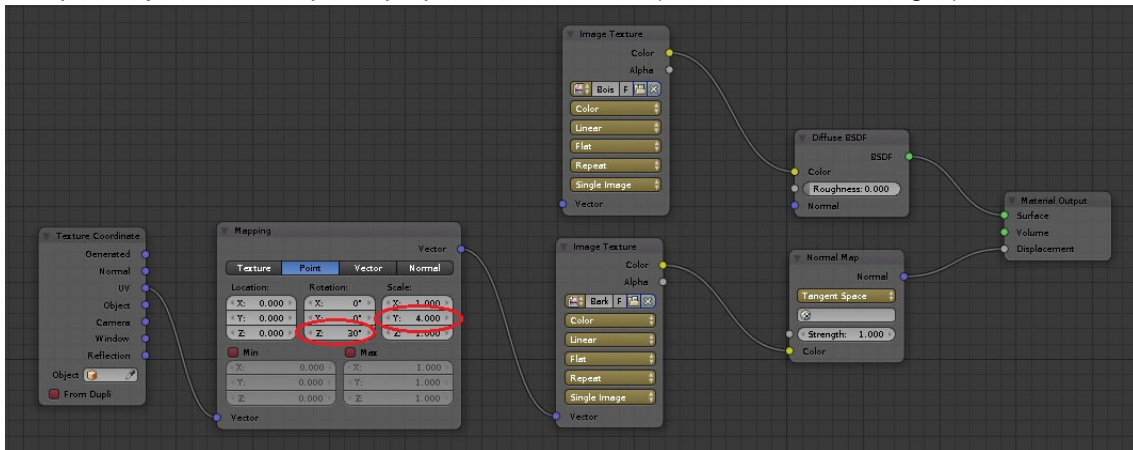 Image Texture
Color
Alpha
Bois F
Color
Linear
Flat
Repeat
Single Image
Vector
Diffuse BSDF
BSDF
Color
Roughness: 0.000
Normal
Material Output
Surface
Volume
Displacement
Texture Coordinate
Generated
Normal
UV
Object
Camera
Window
Reflection
Object
From Dupli
Mapping
Vector
Texture Point Vector Normal
Location: Rotation: Scale:
X: 0.000 X: 0° X: 1.000
Y: 0.000 Y: 0° Y: 4.000
Z: 0.000 Z: Z: 1.000
Min Max
X: 0.000 X: 1.000
Y: 0.000 Y: 1.000
Z: 0.000 Z: 1.000
Vector
Image Texture
Color
Alpha
Bark F
Color
Linear
Flat
Repeat
Single Image
Vector
Normal Map
Normal
Tangent Space
Strength: 1.000
Color